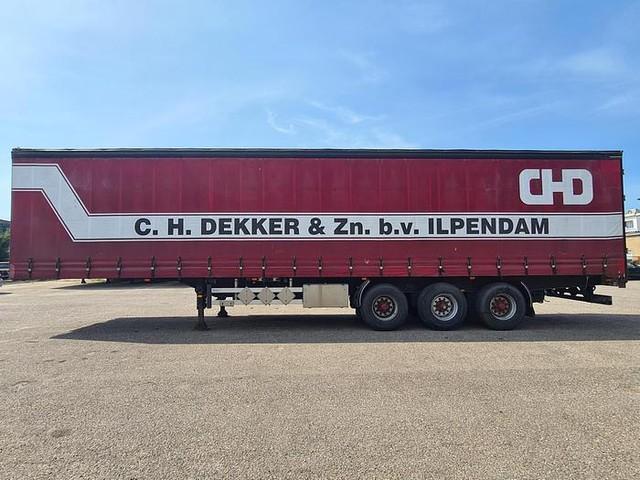 CHD
C. H. DEKKER & Zn. b.v. ILPENDAM